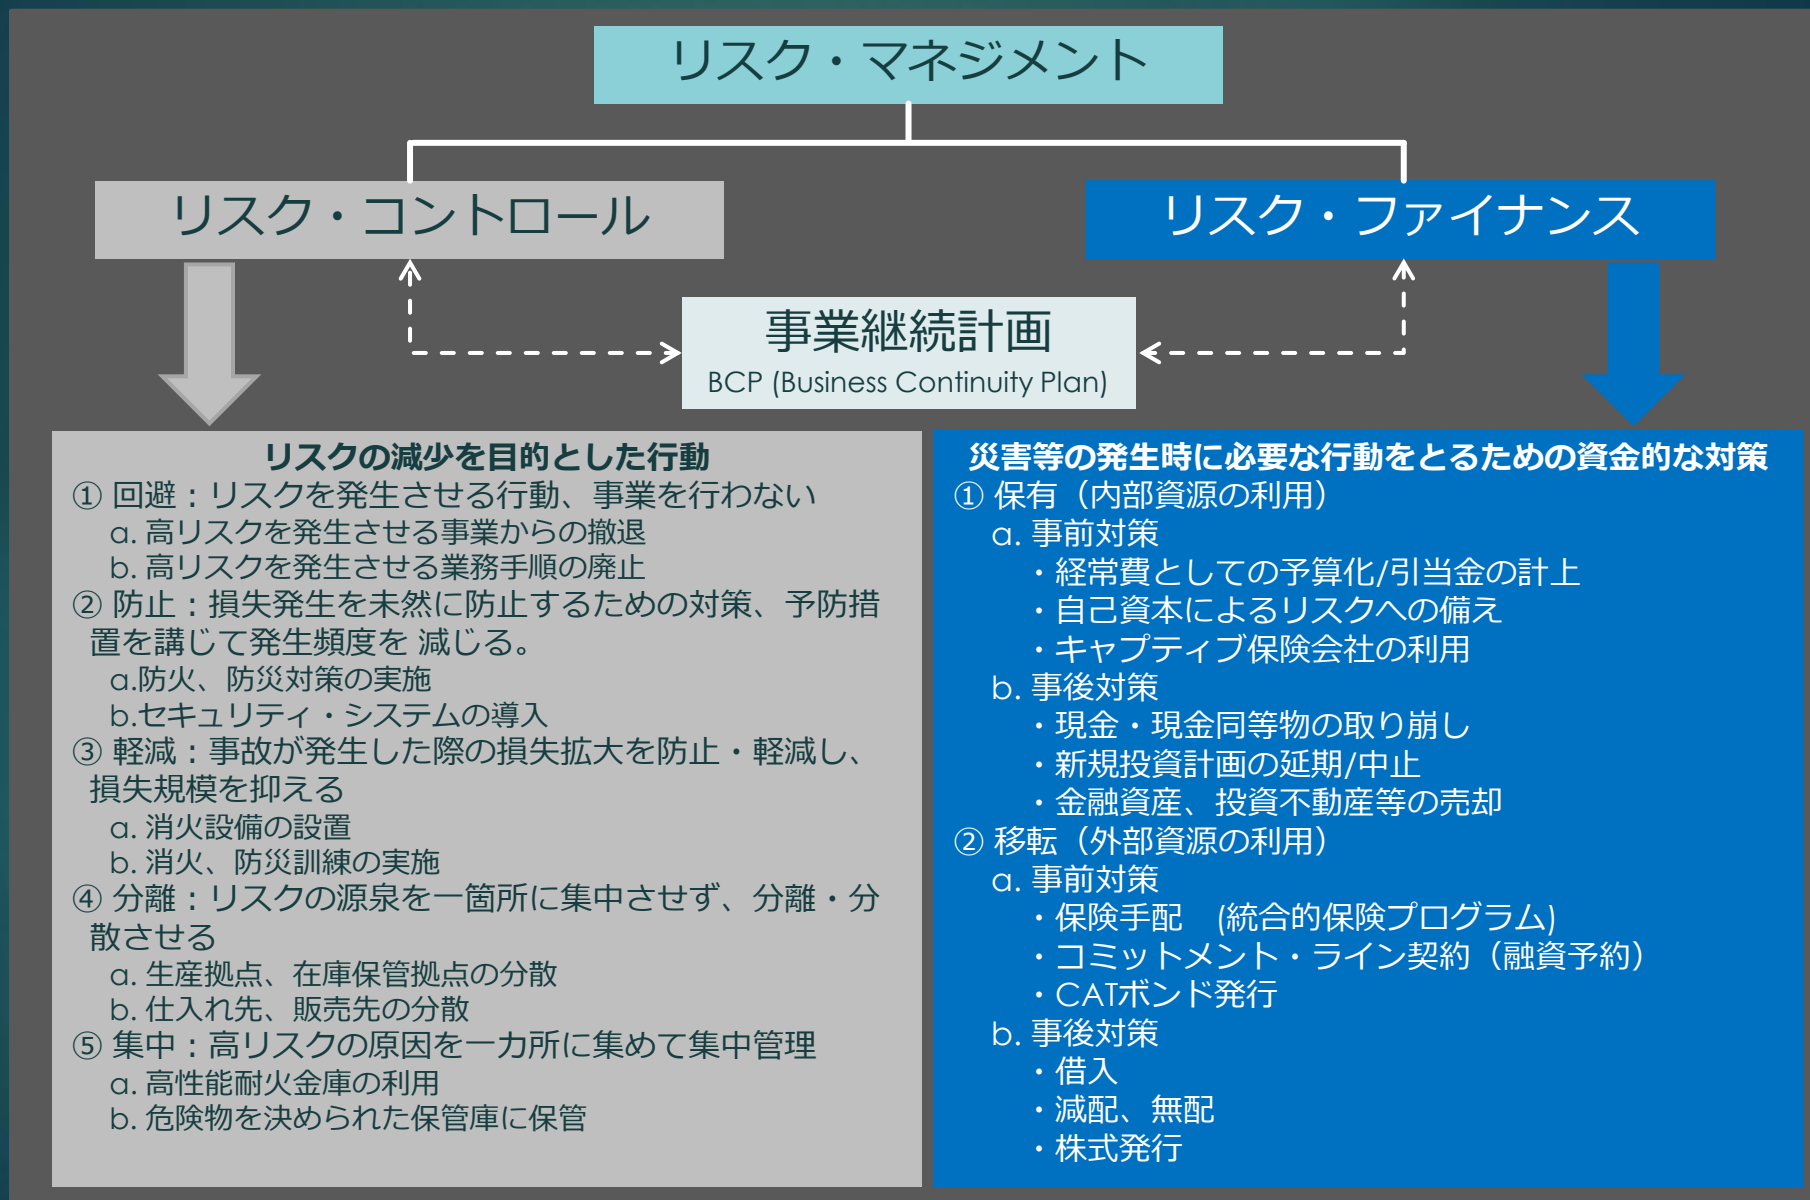 リスク・マネジメント
リスク・コントロール
リスク・ファイナンス
事業継続計画
BCP (Business Continuity Plan)
リスクの減少を目的とした行動
① 回避：リスクを発生させる行動、事業を行わない
a. 高リスクを発生させる事業からの撤退
b. 高リスクを発生させる業務手順の廃止
② 防止：損失発生を未然に防止するための対策、予防措
置を講じて発生頻度を 減じる。
a.防火、防災対策の実施
b.セキュリティ・システムの導入
③ 軽減：事故が発生した際の損失拡大を防止・軽減し、
損失規模を抑える
a. 消火設備の設置
b. 消火、防災訓練の実施
④ 分離：リスクの源泉を一箇所に集中させず、分離・分
散させる
a. 生産拠点、在庫保管拠点の分散
b. 仕入れ先、販売先の分散
⑤ 集中：高リスクの原因を一カ所に集めて集中管理
a. 高性能耐火金庫の利用
b. 危険物を決められた保管庫に保管
災害等の発生時に必要な行動をとるための資金的な対策
① 保有（内部資源の利用）
a. 事前対策
・経常費としての予算化/引当金の計上
・自己資本によるリスクへの備え
・キャプティブ保険会社の利用
b. 事後対策
・現金・現金同等物の取り崩し
・新規投資計画の延期/中止
・金融資産、投資不動産等の売却
② 移転（外部資源の利用）
a. 事前対策
・保険手配　(統合的保険プログラム)
・コミットメント・ライン契約（融資予約）
・CATボンド発行
b. 事後対策
・借入
・減配、無配
・株式発行